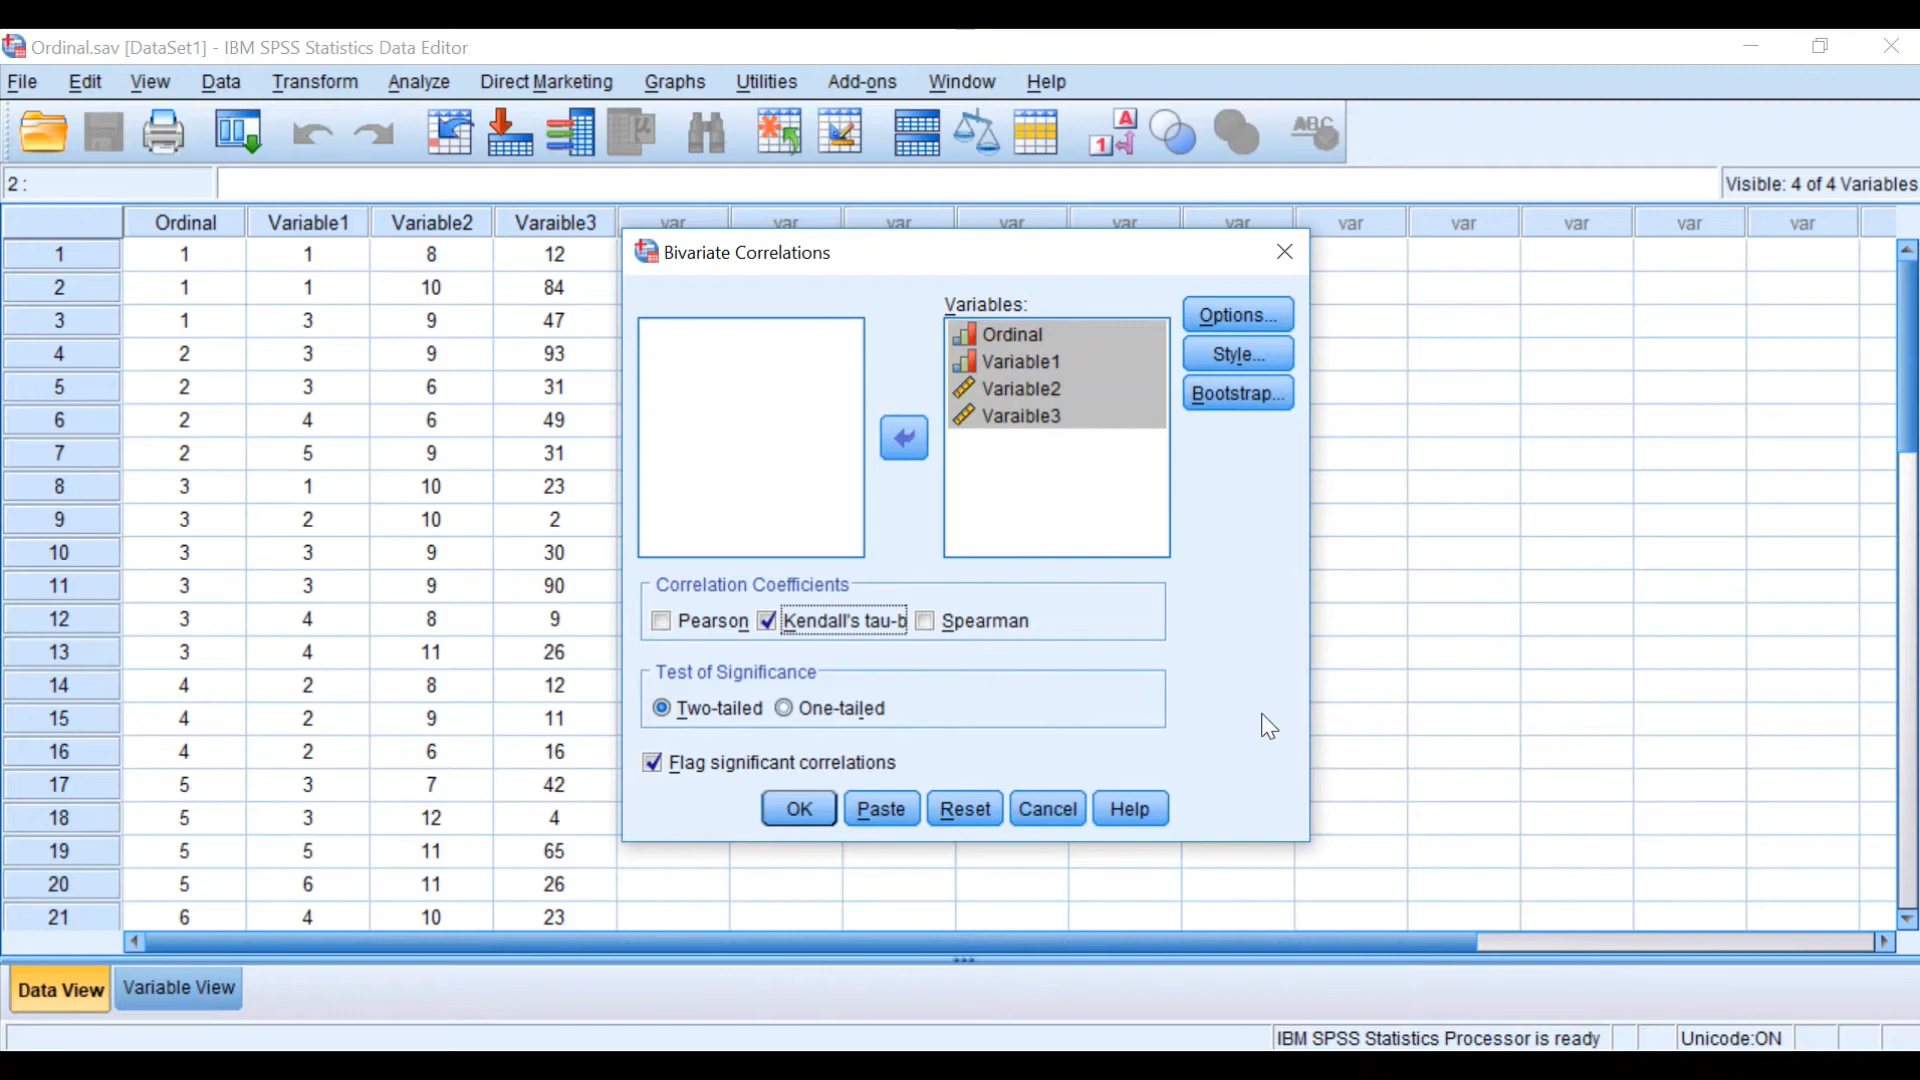 Ordinal.sav [DataSet1] - IBM SPSS Statistics Data Editor
File Edit View Data Transform Analyze Direct Marketing Graphs Utilities Add-ons Window Help
A
1
ABC
2 :
Visible: 4 of 4 Variables
Ordinal Variable1 Variable2 Varaible3 var var var var var var var var var var var
1 1 1 8 12
2 1 1 10 84
3 1 3 9 47
4 2 3 9 93
5 2 3 6 31
6 2 4 6 49
7 2 5 9 31
8 3 1 10 23
9 3 2 10 2
10 3 3 9 30
11 3 3 9 90
12 3 4 8 9
13 3 4 11 26
14 4 2 8 12
15 4 2 9 11
16 4 2 6 16
17 5 3 7 42
18 5 3 12 4
19 5 5 11 65
20 5 6 11 26
21 6 4 10 23
Bivariate Correlations
Variables:
Ordinal
Variable1
Variable2
Varaible3
Options...
Style...
Bootstrap...
Correlation Coefficients
Pearson Kendall's tau-b Spearman
Test of Significance
Two-tailed One-tailed
Flag significant correlations
OK Paste Reset Cancel Help
Data View Variable View
IBM SPSS Statistics Processor is ready Unicode:ON